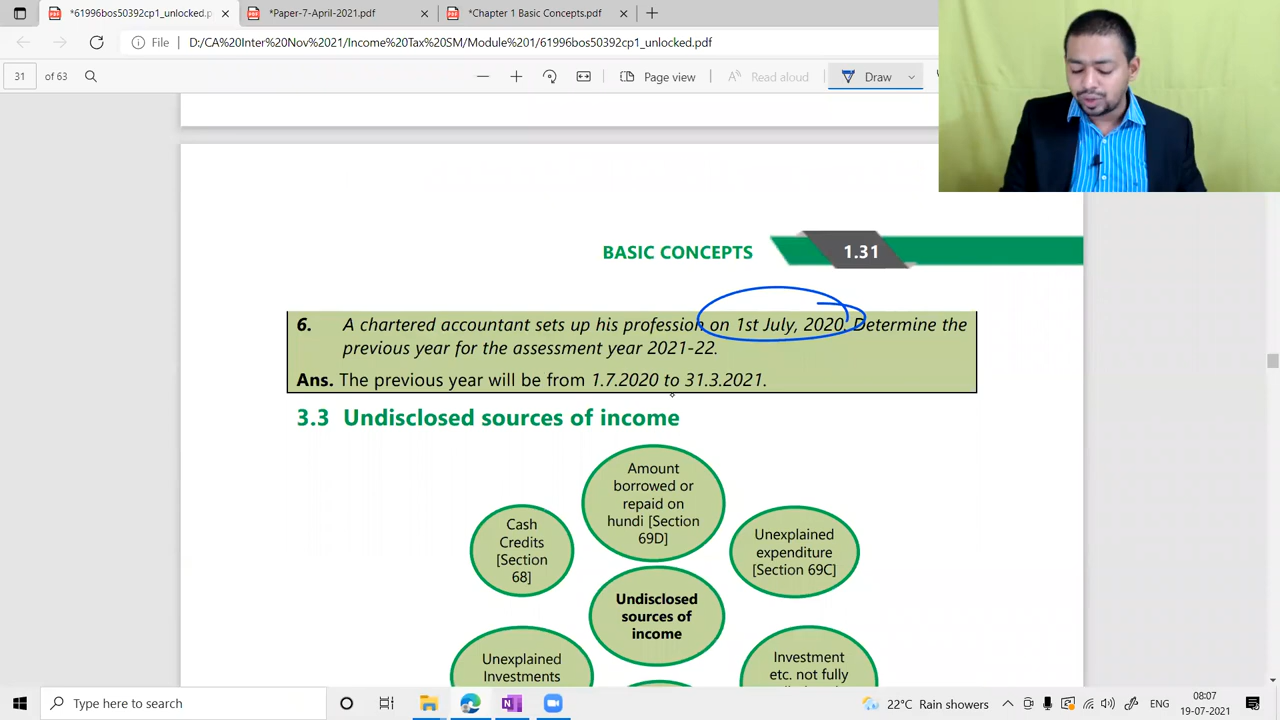 *61996bos50392cp1_unlocked.p
*Paper-7-April-2021.pdf
*Chapter 1 Basic Concepts.pdf
File
D:/CA%20Inter%20Nov%2021/Income%20Tax%20SM/Module%201/61996bos50392cp1_unlocked.pdf
31
of 63
Page view
Read aloud
Draw
BASIC CONCEPTS
1.31
6. A chartered accountant sets up his profession on 1st July, 2020. Determine the
previous year for the assessment year 2021-22.
Ans. The previous year will be from 1.7.2020 to 31.3.2021.
3.3 Undisclosed sources of income
Amount
borrowed or
repaid on
hundi [Section
69D]
Cash
Credits
[Section
68]
Unexplained
expenditure
[Section 69C]
Undisclosed
sources of
income
Unexplained
Investments
Investment
etc. not fully
Type here to search
22°C Rain showers
ENG
08:07
19-07-2021